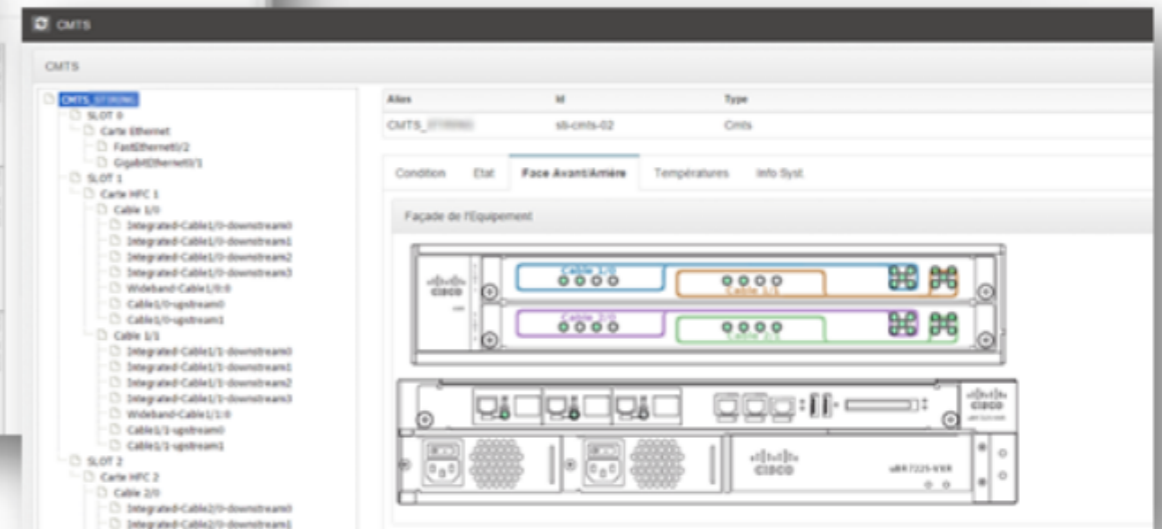 CMTS
CMTS
CMTS_
SLOT 0
Carte Ethernet
FastEthernet0/2
GigabitEthernet0/1
SLOT 1
Carte HFC 1
Cable 1/0
Integrated-Cable1/0-downstream0
Integrated-Cable1/0-downstream1
Integrated-Cable1/0-downstream2
Integrated-Cable1/0-downstream3
Wideband-Cable1/0:0
Cable1/0-upstream0
Cable1/0-upstream1
Cable 1/1
Integrated-Cable1/1-downstream0
Integrated-Cable1/1-downstream1
Integrated-Cable1/1-downstream2
Integrated-Cable1/1-downstream3
Wideband-Cable1/1:0
Cable1/1-upstream0
Cable1/1-upstream1
SLOT 2
Carte HFC 2
Cable 2/0
Integrated-Cable2/0-downstream0
Integrated-Cable2/0-downstream1
Alias Id Type
CMTS_ sti-cmts-02 Cmts
Condition Etat Face Avant/Arrière Températures Info Syst.
Façade de l'Equipement
CISCO
Cable 1/0
Cable 1/1
Cable 2/0
Cable 2/1
CISCO
CISCO
uBR7225-VXR